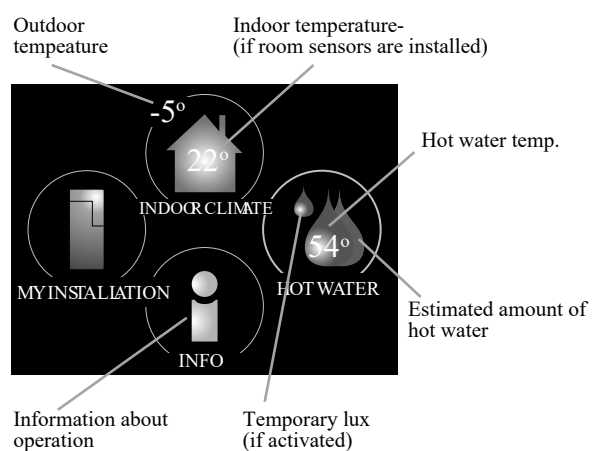 Outdoor
tempeature
Indoor temperature-
(if room sensors are installed)
-5°
22°
Hot water temp.
INDOOR CLIMATE
54°
MY INSTALLATION
HOT WATER
Estimated amount of
hot water
INFO
Information about
operation
Temporary lux
(if activated)